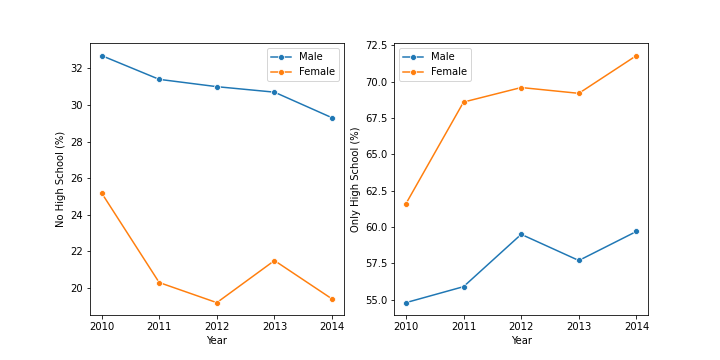 No High School (%)
32
30
28
26
24
22
20
Male
Female
2010 2011 2012 2013 2014
Year
Only High School (%)
72.5
70.0
67.5
65.0
62.5
60.0
57.5
55.0
Male
Female
2010 2011 2012 2013 2014
Year